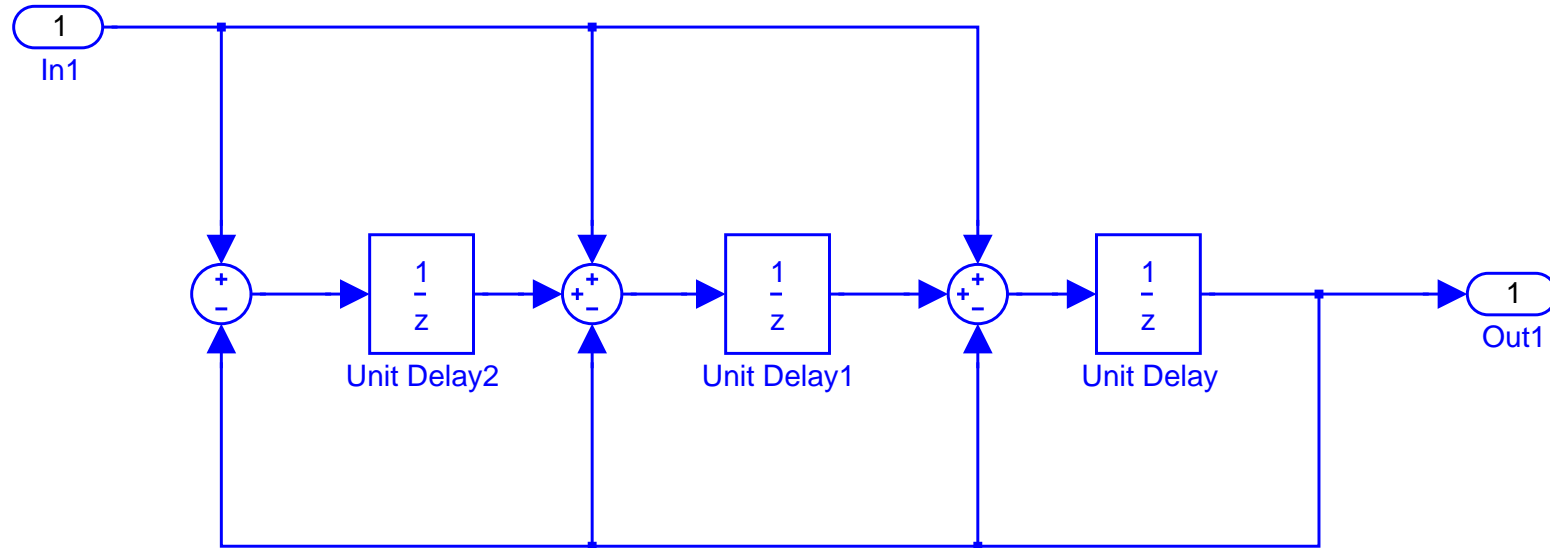 1
In1
+
−
1
z
Unit Delay2
+
+
−
1
z
Unit Delay1
+
+
−
1
z
Unit Delay
1
Out1